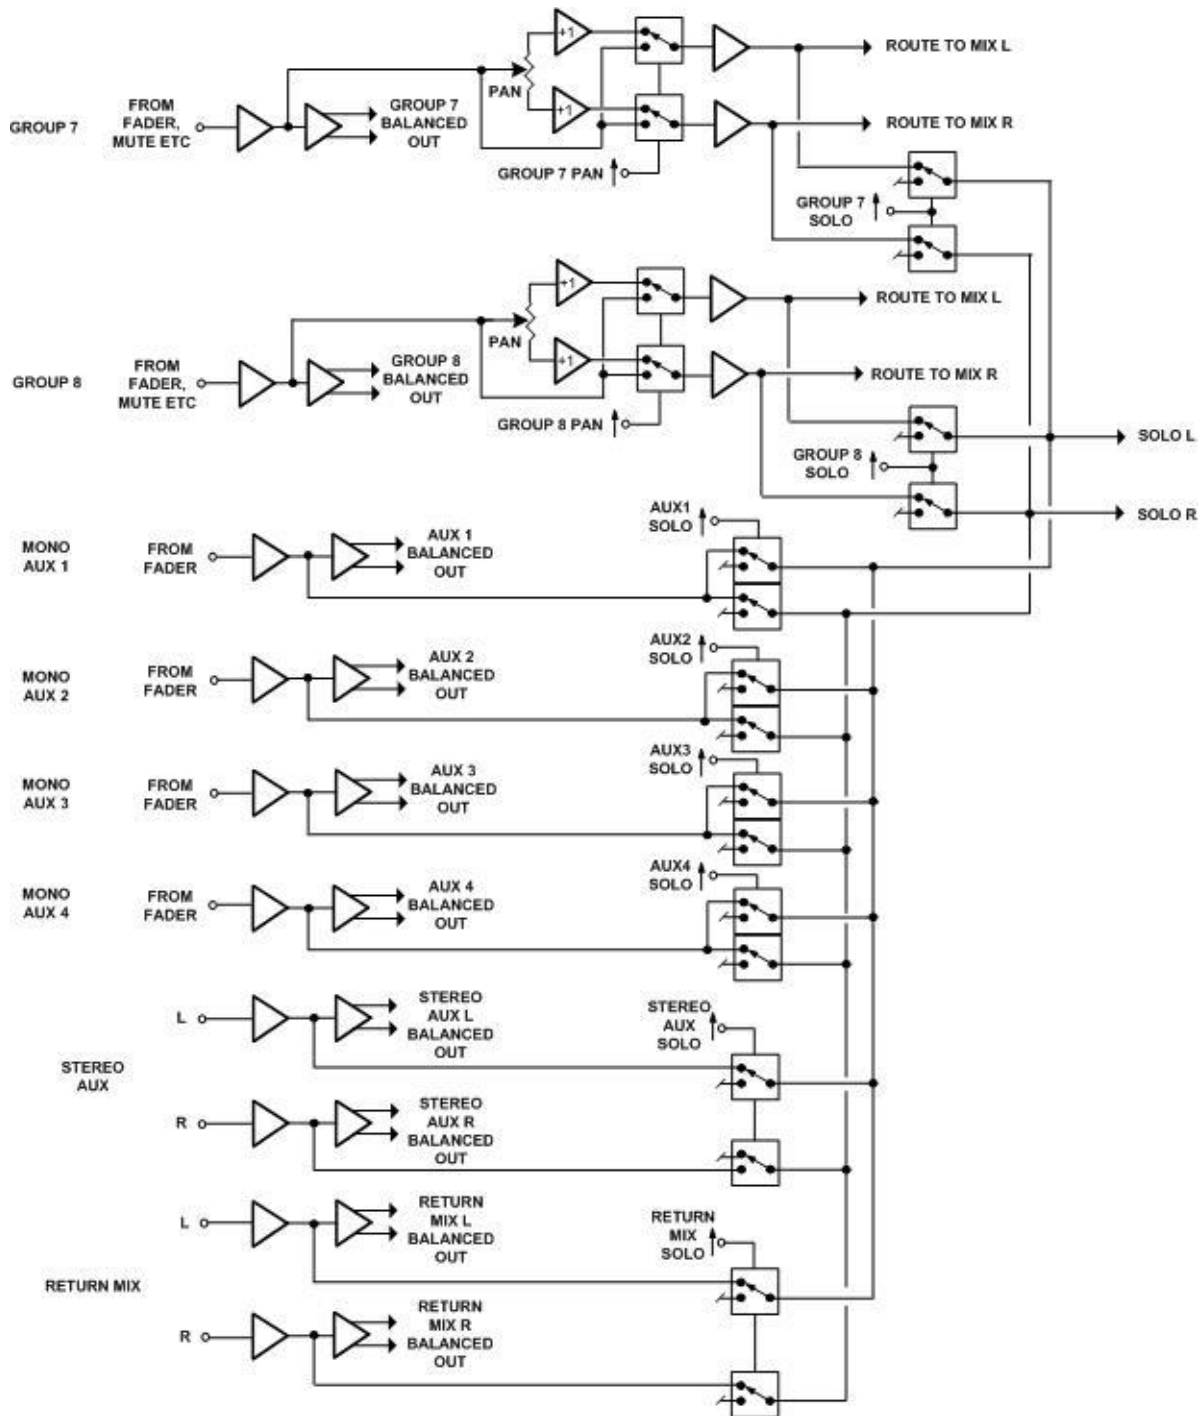 ROUTE TO MIX L
+1
PAN
GROUP 7
FROM
FADER,
MUTE ETC
GROUP 7
BALANCED
OUT
+1
ROUTE TO MIX R
GROUP 7 PAN
GROUP 7
SOLO
+1
ROUTE TO MIX L
PAN
GROUP 8
FROM
FADER,
MUTE ETC
GROUP 8
BALANCED
OUT
+1
ROUTE TO MIX R
GROUP 8 PAN
GROUP 8
SOLO
SOLO L
SOLO R
MONO
AUX 1
FROM
FADER
AUX 1
BALANCED
OUT
AUX1
SOLO
MONO
AUX 2
FROM
FADER
AUX 2
BALANCED
OUT
AUX2
SOLO
MONO
AUX 3
FROM
FADER
AUX 3
BALANCED
OUT
AUX3
SOLO
MONO
AUX 4
FROM
FADER
AUX 4
BALANCED
OUT
AUX4
SOLO
STEREO
AUX
L
STEREO
AUX L
BALANCED
OUT
STEREO
AUX
SOLO
R
STEREO
AUX R
BALANCED
OUT
RETURN MIX
L
RETURN
MIX L
BALANCED
OUT
RETURN
MIX
SOLO
R
RETURN
MIX R
BALANCED
OUT